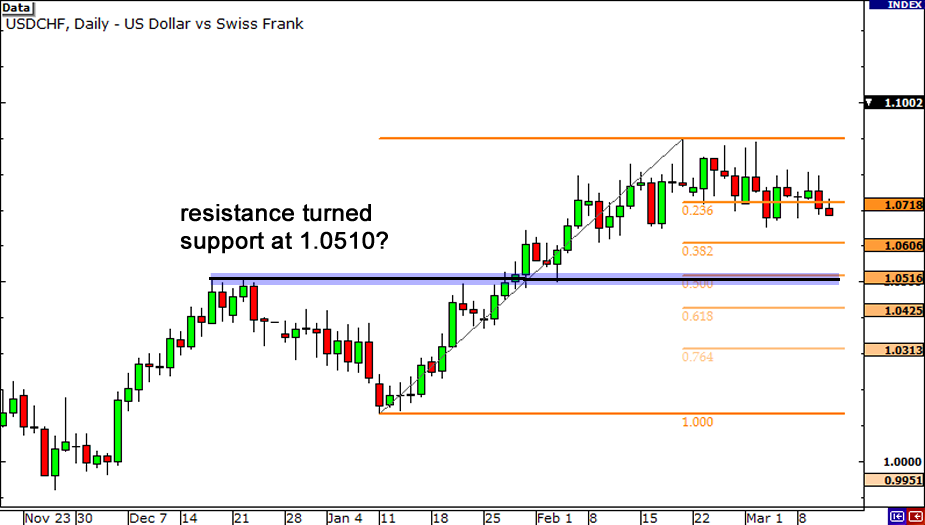 Data
INDEX
USDCHF, Daily - US Dollar vs Swiss Frank
1.1002
resistance turned
support at 1.0510?
0.236
1.0718
0.382
1.0606
0.500
1.0516
0.618
1.0425
0.764
1.0313
1.000
1.0000
0.9951
Nov 23 30 Dec 7 14 21 28 Jan 4 11 18 25 Feb 1 8 15 22 Mar 1 8